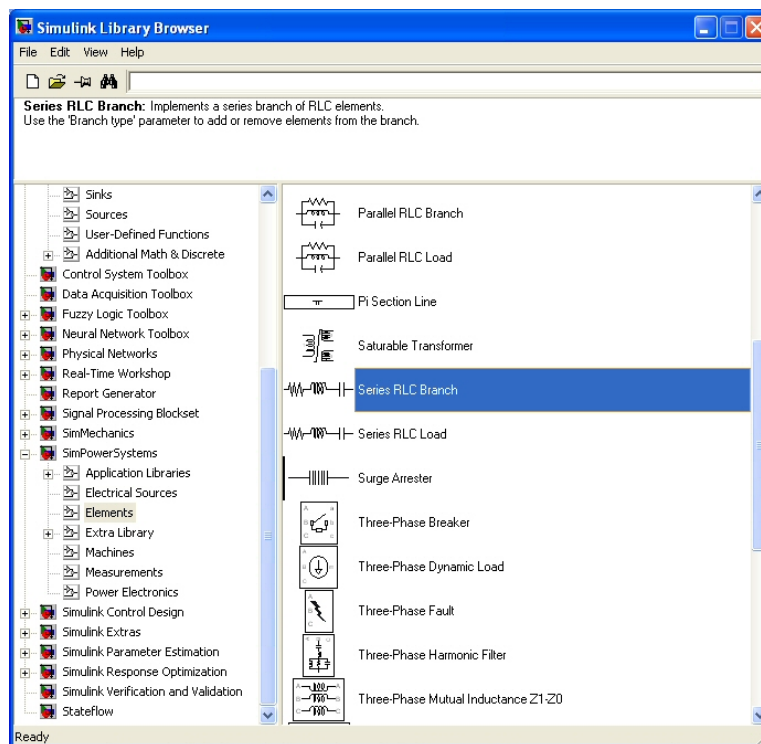 Simulink Library Browser
File Edit View Help
Series RLC Branch: Implements a series branch of RLC elements.
Use the 'Branch type' parameter to add or remove elements from the branch.
Sinks
Sources
User-Defined Functions
Additional Math & Discrete
Control System Toolbox
Data Acquisition Toolbox
Fuzzy Logic Toolbox
Neural Network Toolbox
Physical Networks
Real-Time Workshop
Report Generator
Signal Processing Blockset
SimMechanics
SimPowerSystems
Application Libraries
Electrical Sources
Elements
Extra Library
Machines
Measurements
Power Electronics
Simulink Control Design
Simulink Extras
Simulink Parameter Estimation
Simulink Response Optimization
Simulink Verification and Validation
Stateflow
Parallel RLC Branch
Parallel RLC Load
Pi Section Line
Saturable Transformer
Series RLC Branch
Series RLC Load
Surge Arrester
Three-Phase Breaker
Three-Phase Dynamic Load
Three-Phase Fault
Three-Phase Harmonic Filter
Three-Phase Mutual Inductance Z1-Z0
Ready